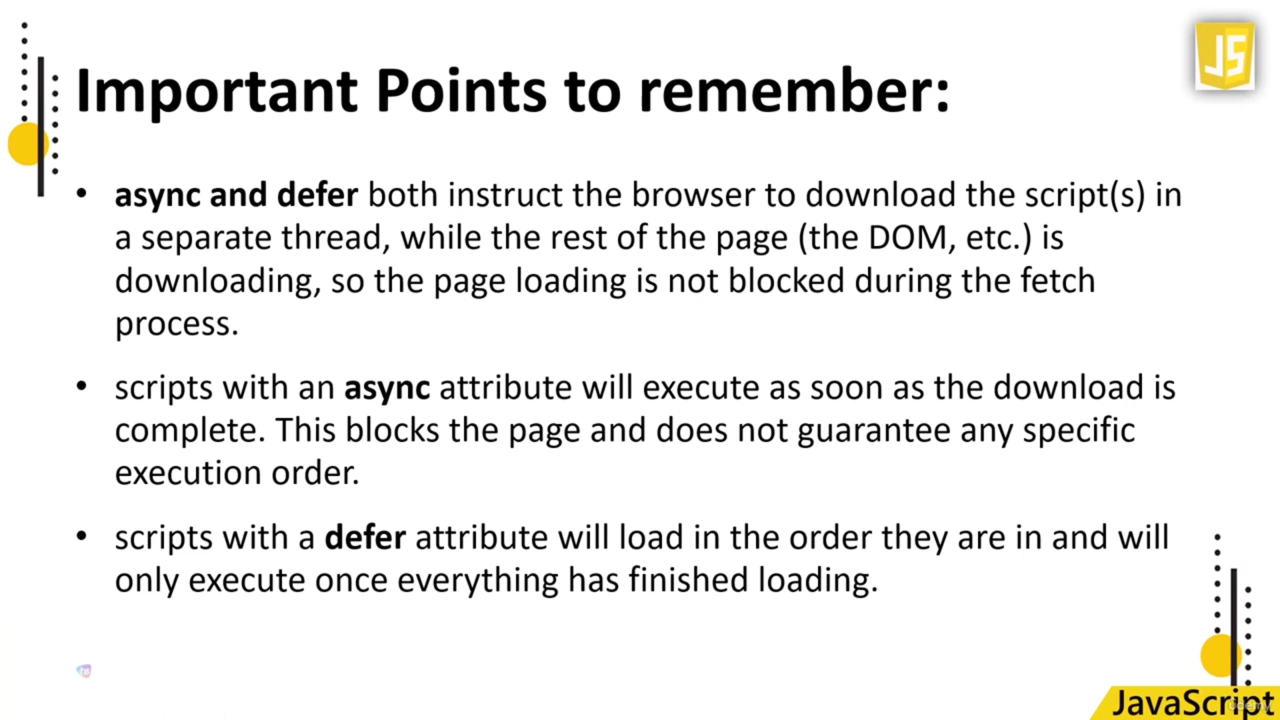 JS
Important Points to remember:
• async and defer both instruct the browser to download the script(s) in
a separate thread, while the rest of the page (the DOM, etc.) is
downloading, so the page loading is not blocked during the fetch
process.
• scripts with an async attribute will execute as soon as the download is
complete. This blocks the page and does not guarantee any specific
execution order.
• scripts with a defer attribute will load in the order they are in and will
only execute once everything has finished loading.
JavaScript
Udemy